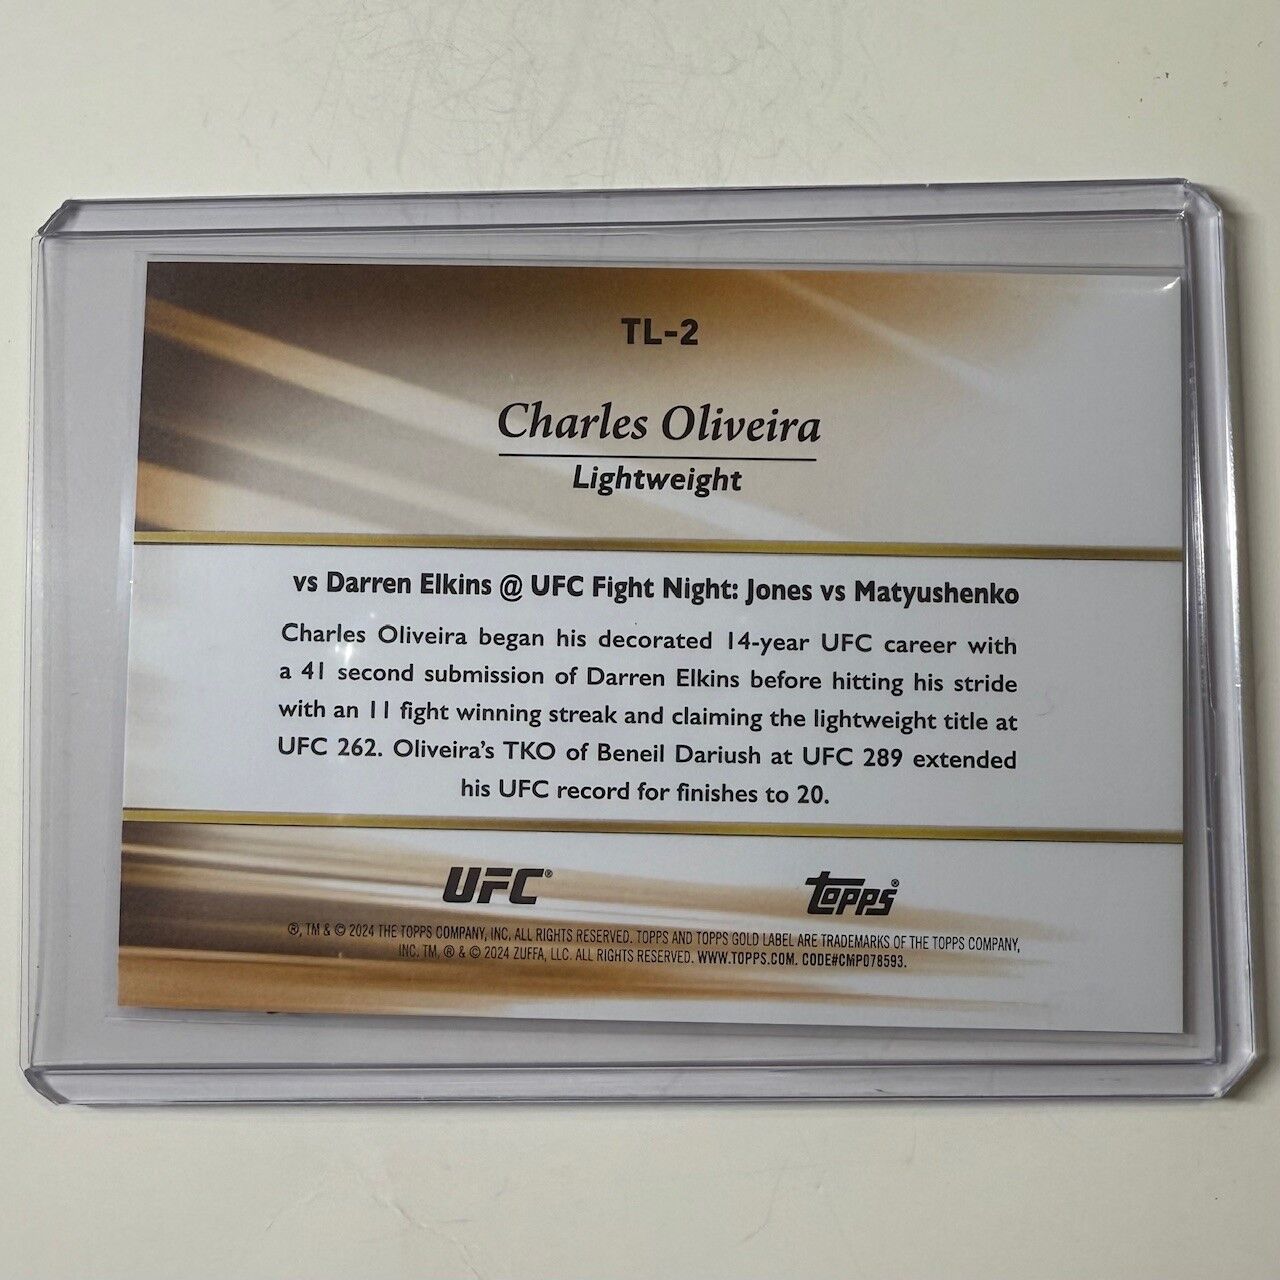 TL-2
Charles Oliveira
Lightweight
vs Darren Elkins @ UFC Fight Night: Jones vs Matyushenko
Charles Oliveira began his decorated 14-year UFC career with
a 41 second submission of Darren Elkins before hitting his stride
with an 11 fight winning streak and claiming the lightweight title at
UFC 262. Oliveira's TKO of Beneil Dariush at UFC 289 extended
his UFC record for finishes to 20.
UFC® topps®
®, TM & © 2024 THE TOPPS COMPANY, INC. ALL RIGHTS RESERVED. TOPPS AND TOPPS GOLD LABEL ARE TRADEMARKS OF THE TOPPS COMPANY,
INC. TM, ® & © 2024 ZUFFA, LLC. ALL RIGHTS RESERVED. WWW.TOPPS.COM. CODE#CMP078593.